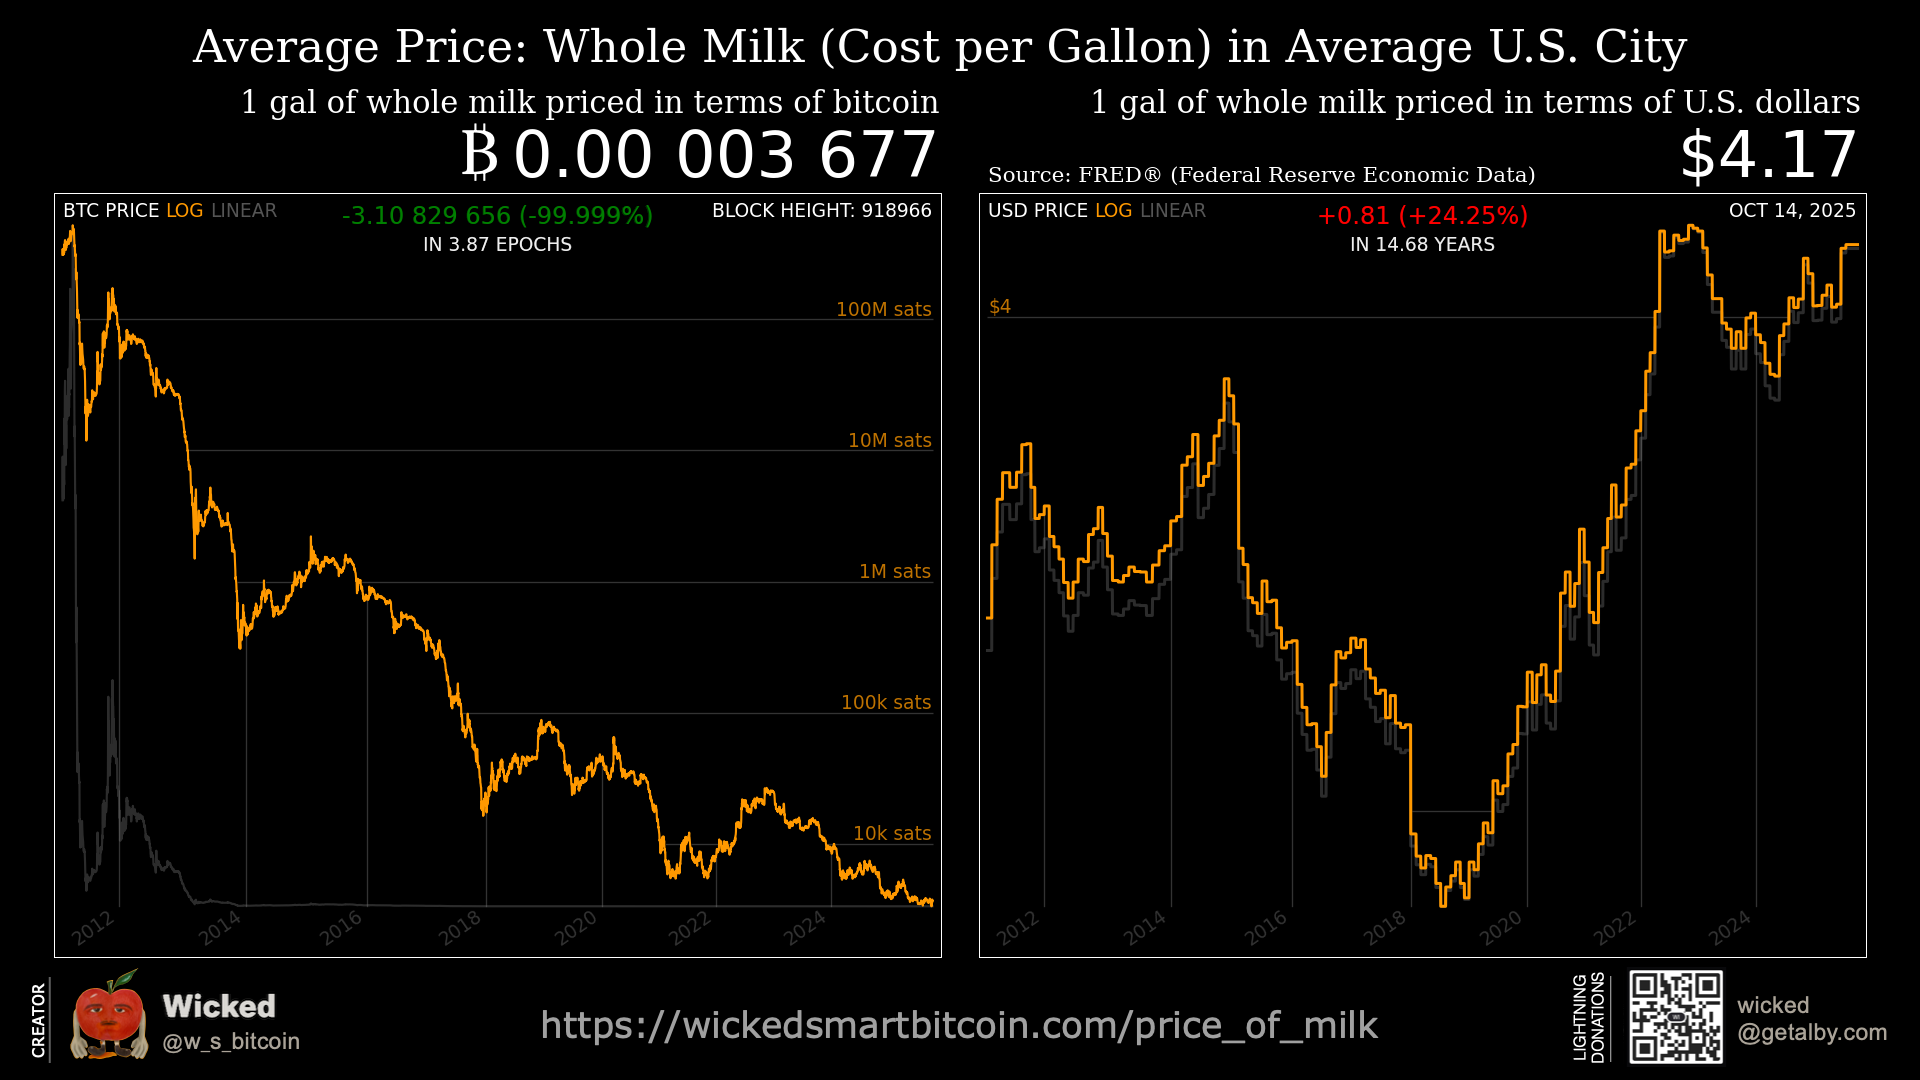 Average Price: Whole Milk (Cost per Gallon) in Average U.S. City
1 gal of whole milk priced in terms of bitcoin
₿ 0.00 003 677
BTC PRICE LOG LINEAR
-3.10 829 656 (-99.999%)
IN 3.87 EPOCHS
BLOCK HEIGHT: 918966
100M sats
10M sats
1M sats
100k sats
10k sats
2012 2014 2016 2018 2020 2022 2024
1 gal of whole milk priced in terms of U.S. dollars
Source: FRED® (Federal Reserve Economic Data)
$4.17
USD PRICE LOG LINEAR
+0.81 (+24.25%)
IN 14.68 YEARS
OCT 14, 2025
$4
2012 2014 2016 2018 2020 2022 2024
CREATOR
Wicked
@w_s_bitcoin
https://wickedsmartbitcoin.com/price_of_milk
LIGHTNING
DONATIONS
wicked
@getalby.com